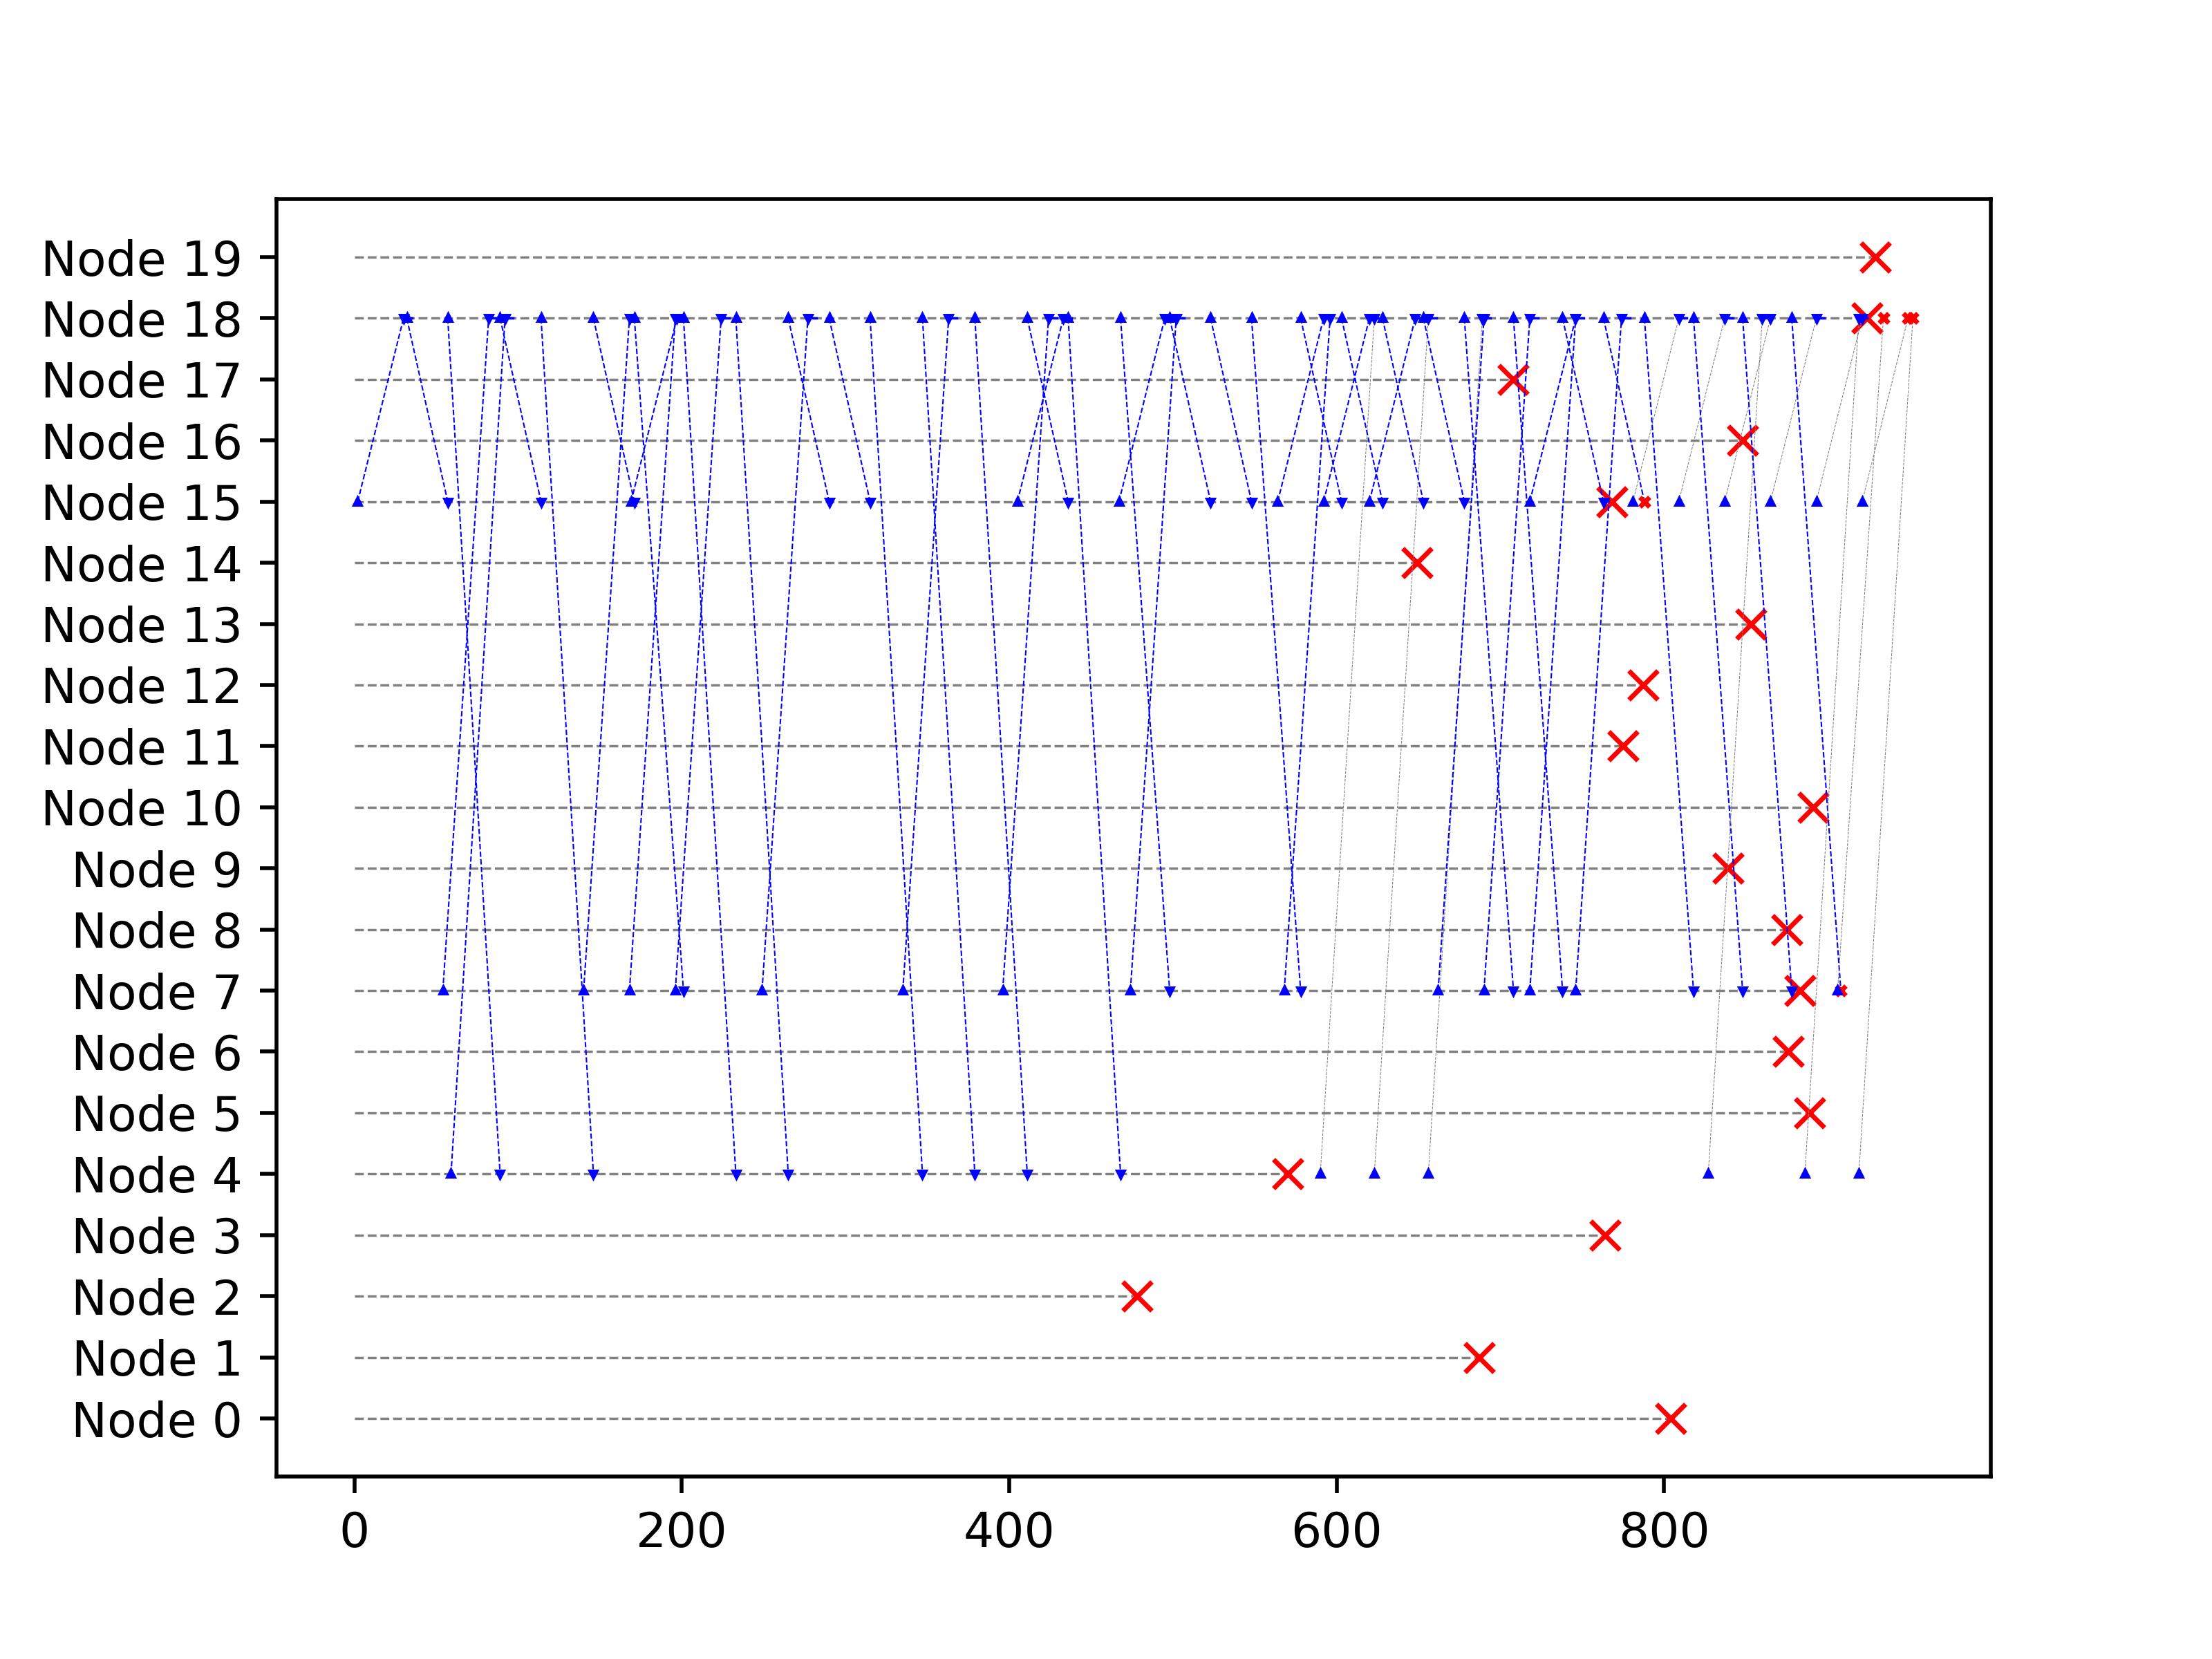 Node 19
Node 18
Node 17
Node 16
Node 15
Node 14
Node 13
Node 12
Node 11
Node 10
Node 9
Node 8
Node 7
Node 6
Node 5
Node 4
Node 3
Node 2
Node 1
Node 0
0 200 400 600 800